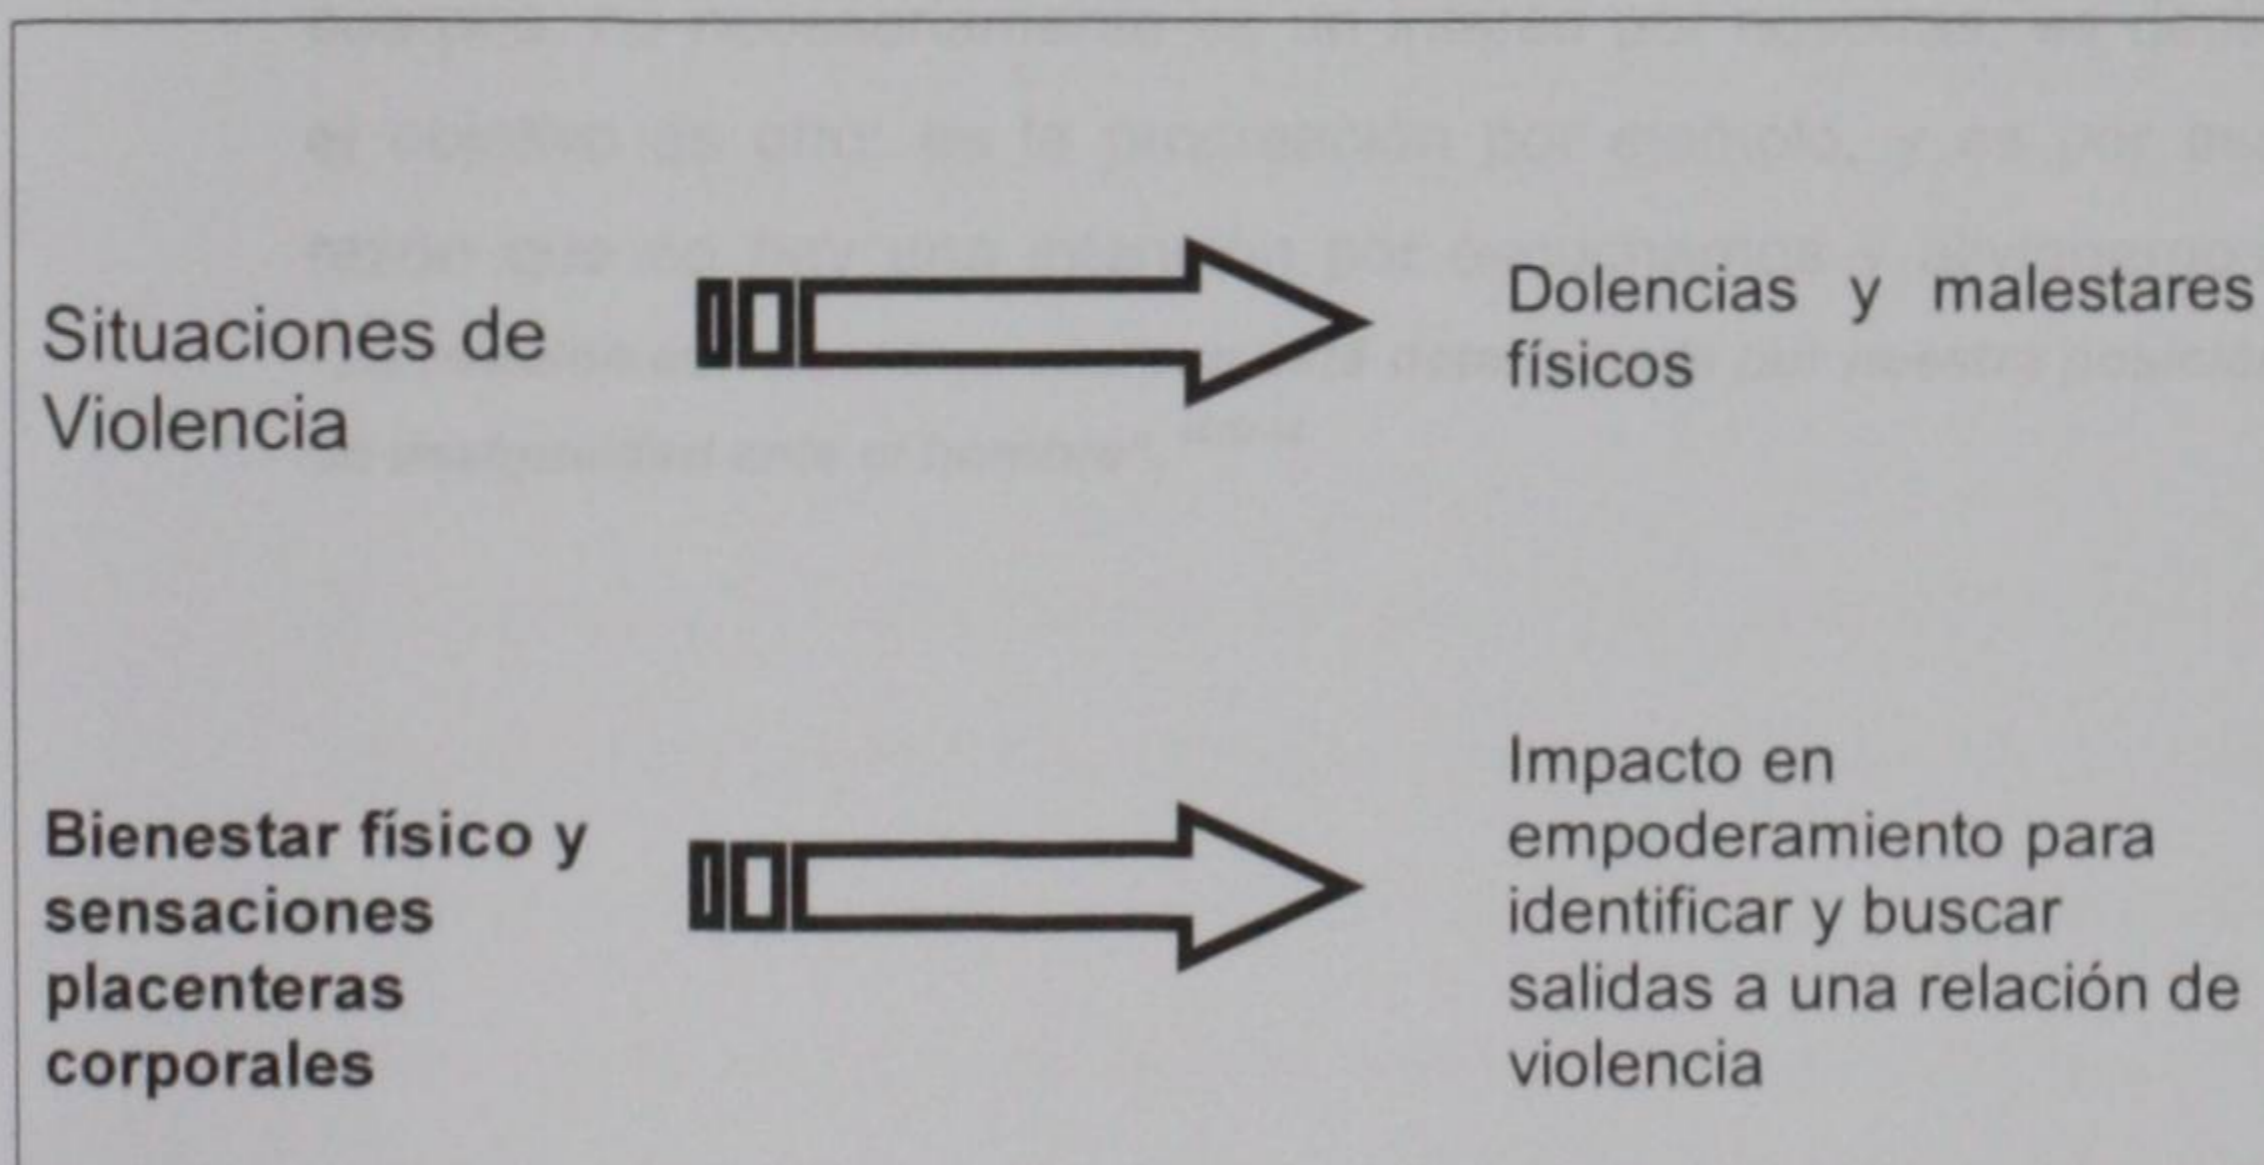 Situaciones de
Violencia
Dolencias y malestares
físicos
Bienestar físico y
sensaciones
placenteras
corporales
Impacto en
empoderamiento para
identificar y buscar
salidas a una relación de
violencia